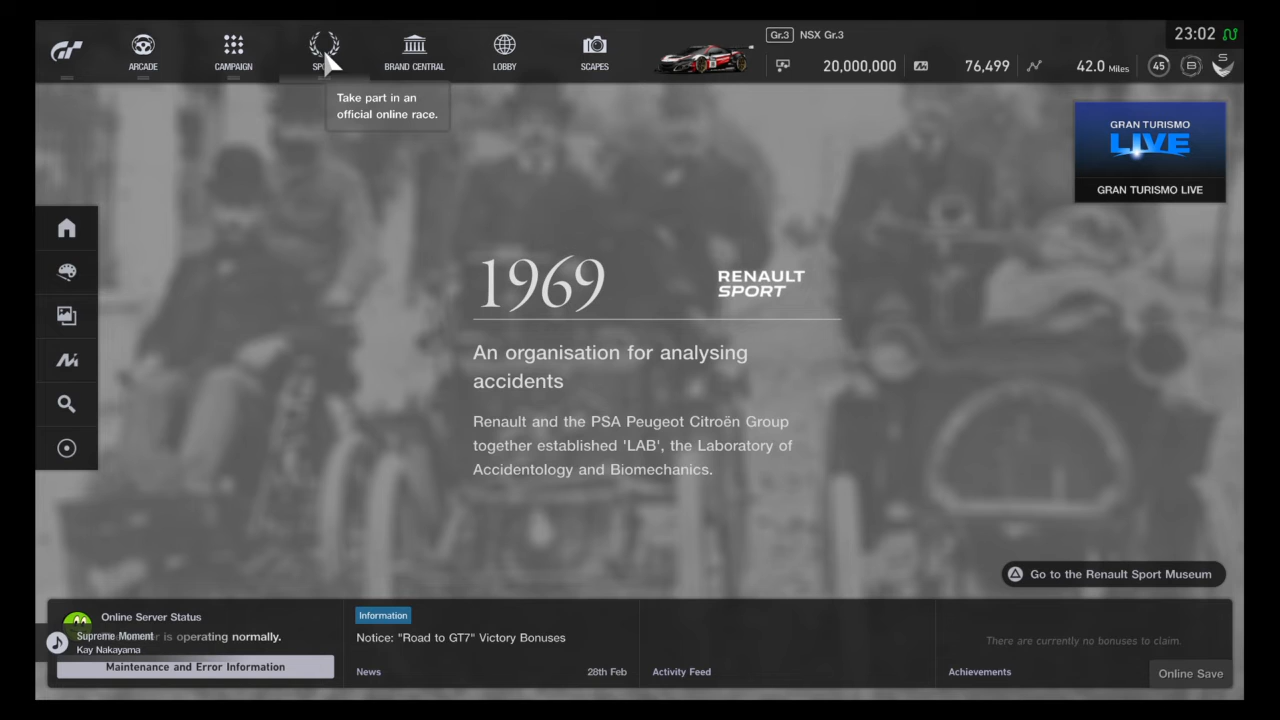 GT
ARCADE
CAMPAIGN
SP
BRAND CENTRAL
LOBBY
SCAPES
Gr.3 NSX Gr.3
20,000,000
76,499
42.0 Miles
45
B
S
23:02
Take part in an
official online race.
GRAN TURISMO
LIVE
GRAN TURISMO LIVE
1969
RENAULT
SPORT
An organisation for analysing
accidents
Renault and the PSA Peugeot Citroën Group
together established 'LAB', the Laboratory of
Accidentology and Biomechanics.
Go to the Renault Sport Museum
Online Server Status
r is operating normally.
Supreme Moment
Kay Nakayama
Maintenance and Error Information
Information
Notice: "Road to GT7" Victory Bonuses
News
28th Feb
Activity Feed
There are currently no bonuses to claim.
Achievements
Online Save